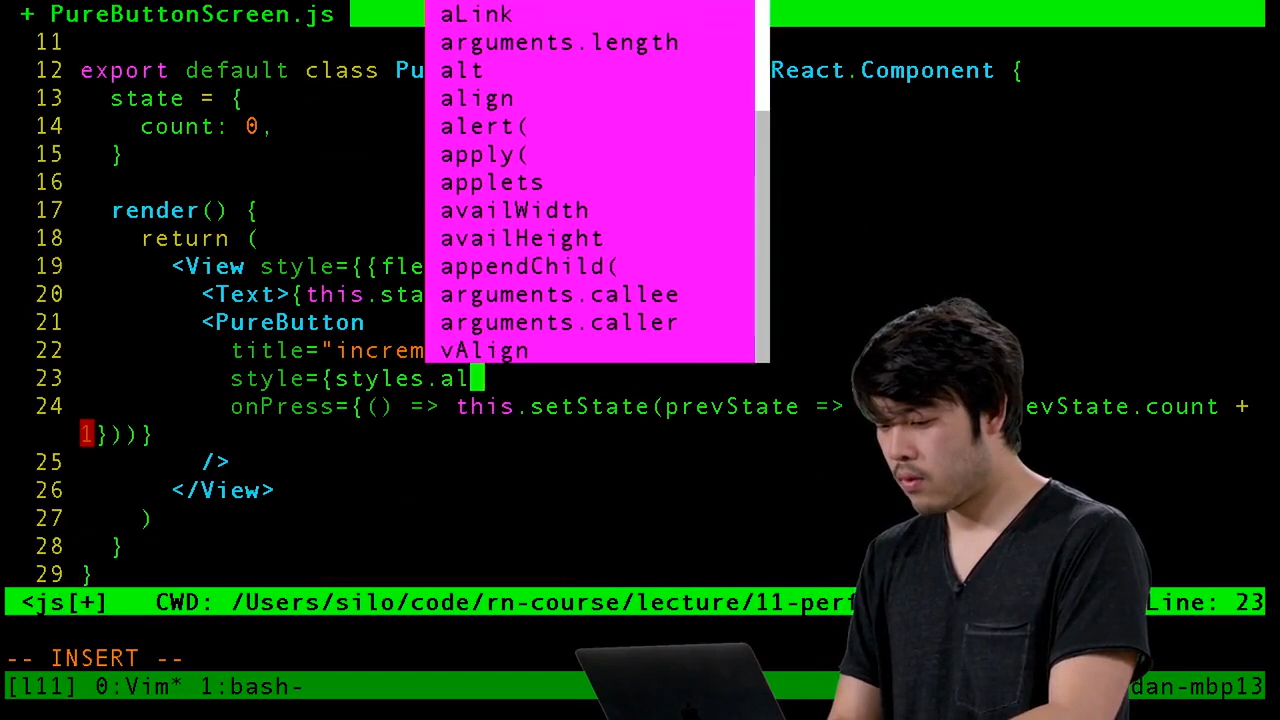 + PureButtonScreen.js
aLink
11
arguments.length
12 export default class Pu React.Component {
alt
13 state = {
align
14 count: 0,
alert(
15 }
apply(
16
applets
17 render() {
availWidth
18 return (
availHeight
19 <View style={{fle
appendChild(
20 <Text>{this.sta
arguments.callee
21 <PureButton
arguments.caller
22 title="increm
vAlign
23 style={styles.al
24 onPress={() => this.setState(prevState => evState.count +
1}))}
25 />
26 </View>
27 )
28 }
29 }
<js[+] CWD: /Users/silo/code/rn-course/lecture/11-perf Line: 23
-- INSERT --
[l11] 0:Vim* 1:bash- dan-mbp13